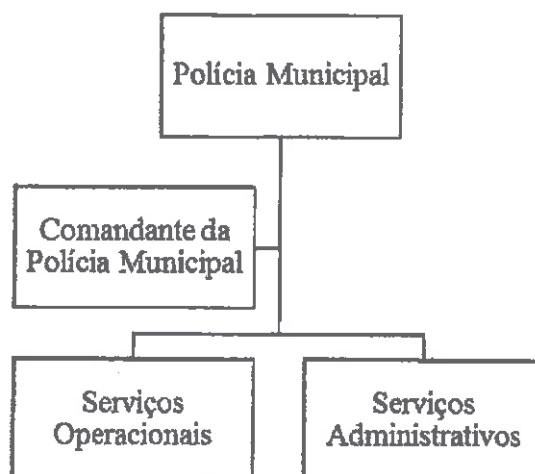 Polícia Municipal
Comandante da
Polícia Municipal
Serviços
Operacionais
Serviços
Administrativos